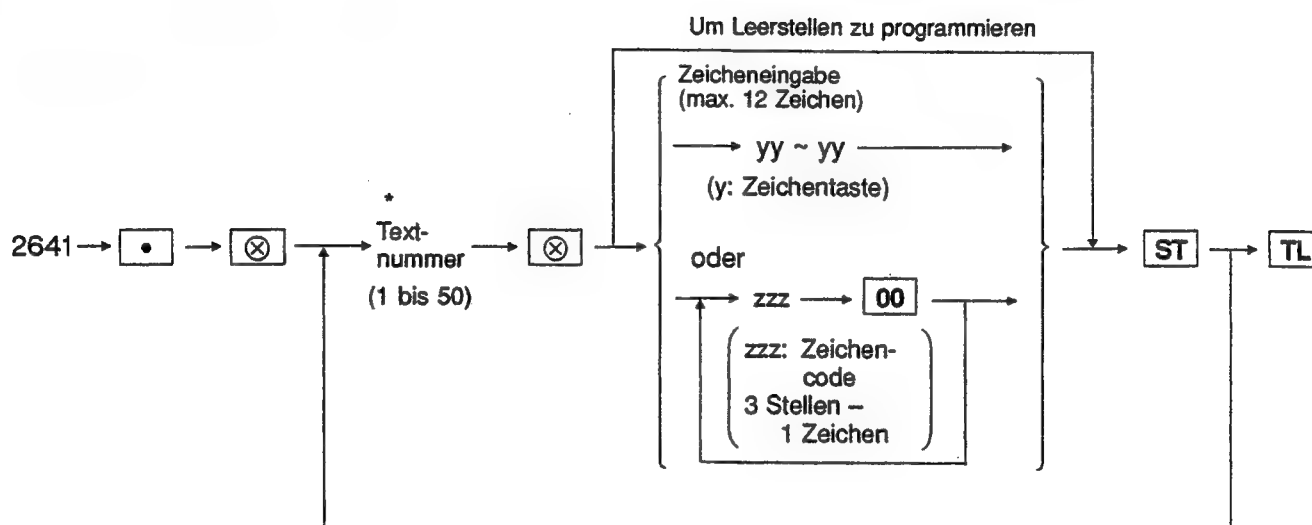 Um Leerstellen zu programmieren
Zeicheneingabe
(max. 12 Zeichen)
yy ~ yy
(y: Zeichentaste)
*
2641 • ⊗ Text-
nummer
(1 bis 50)
⊗
oder
zzz 00
(zzz: Zeichen-
code
3 Stellen –
1 Zeichen)
ST TL